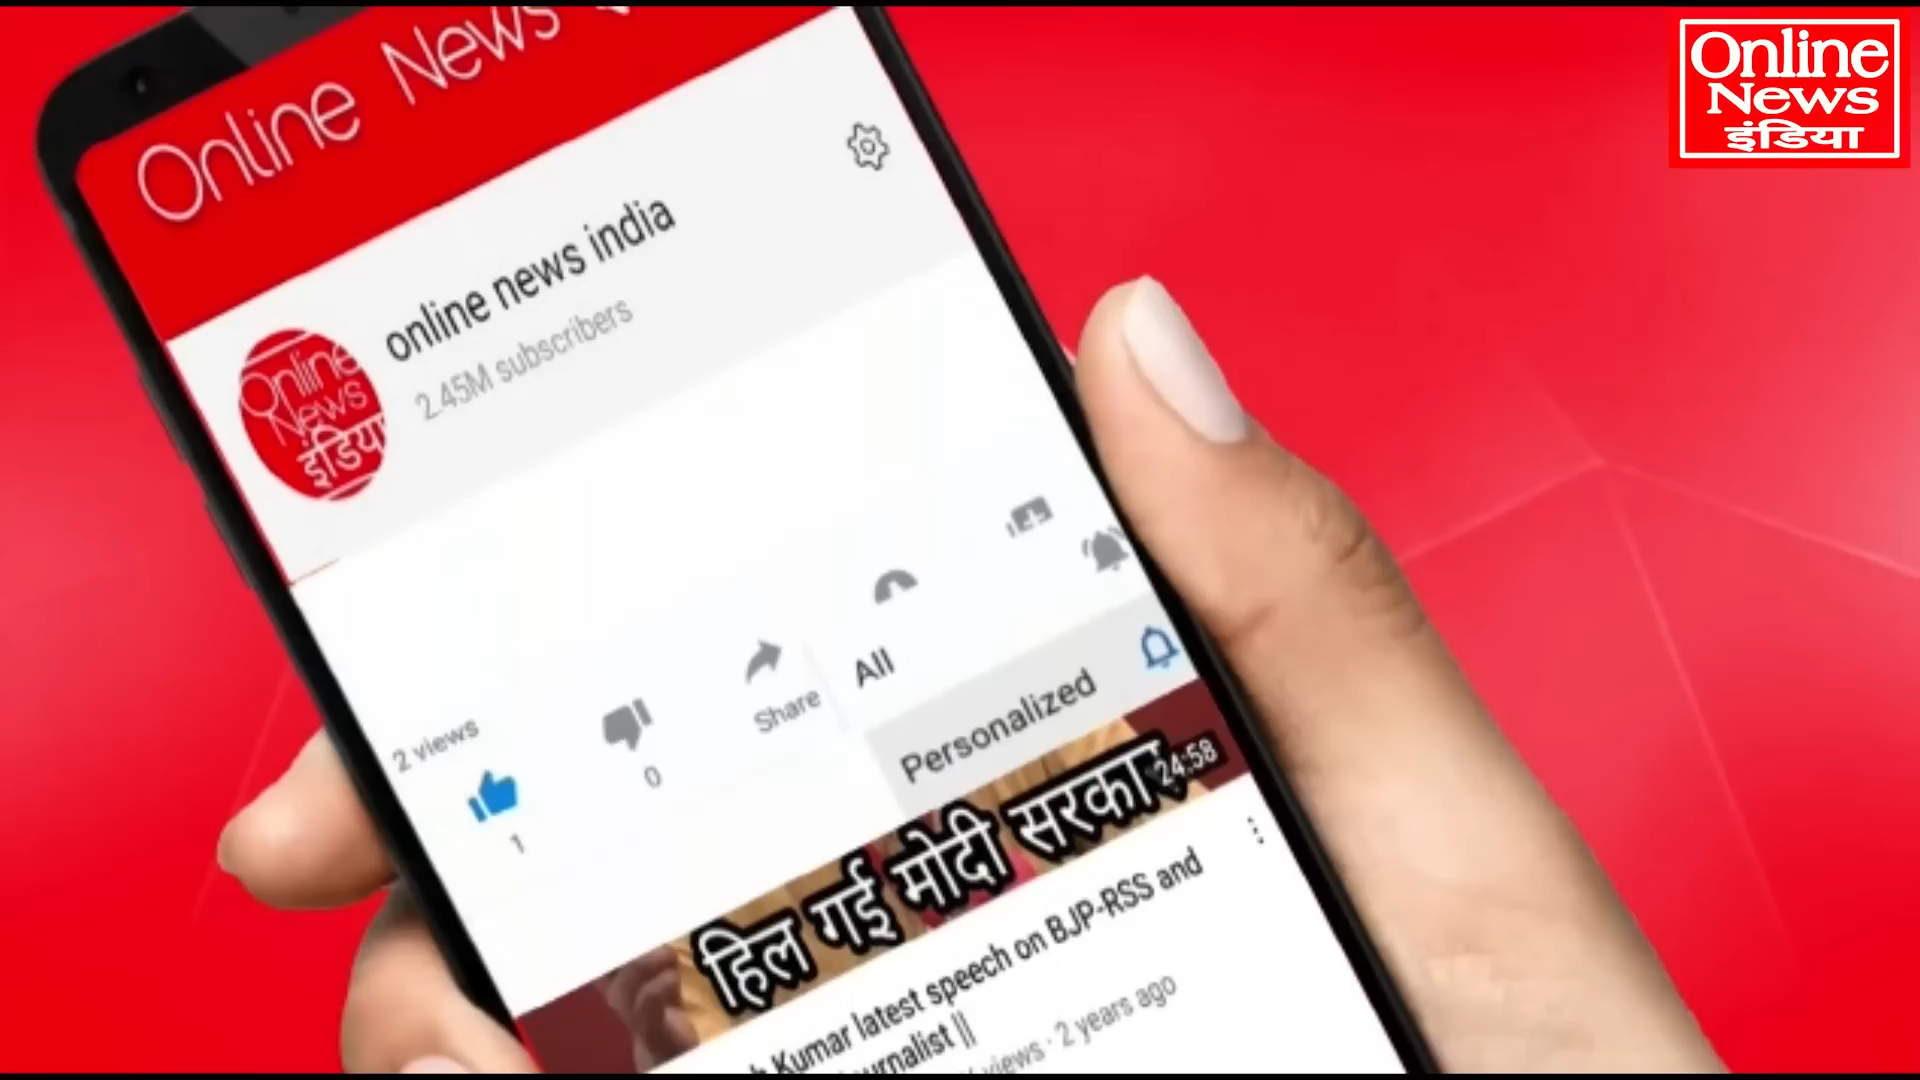 Online News
Online
News
इंडिया
online news india
2.45M subscribers
Online
News
इंडिया
All
Personalized
Share
2 views
0
1
24:58
हिल गई मोदी सरकार
Kumar latest speech on BJP-RSS and
||
views · 2 years ago